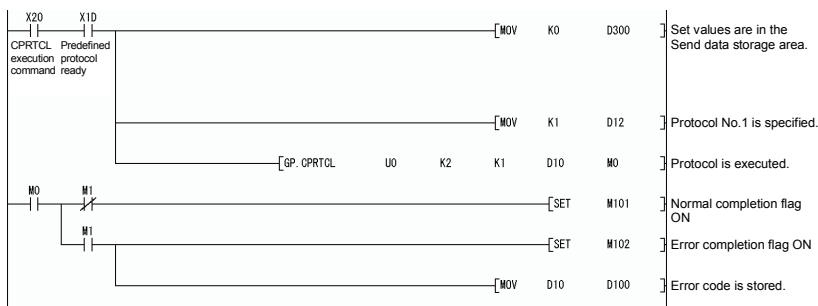 X20 X1D
MOV K0 D300 Set values are in the
Send data storage area.
CPRTCL Predefined
execution protocol
command ready
MOV K1 D12 Protocol No.1 is specified.
GP.CPRTCL U0 K2 K1 D10 M0 Protocol is executed.
M0 M1
SET M101 Normal completion flag
ON
M1
SET M102 Error completion flag ON
MOV D10 D100 Error code is stored.